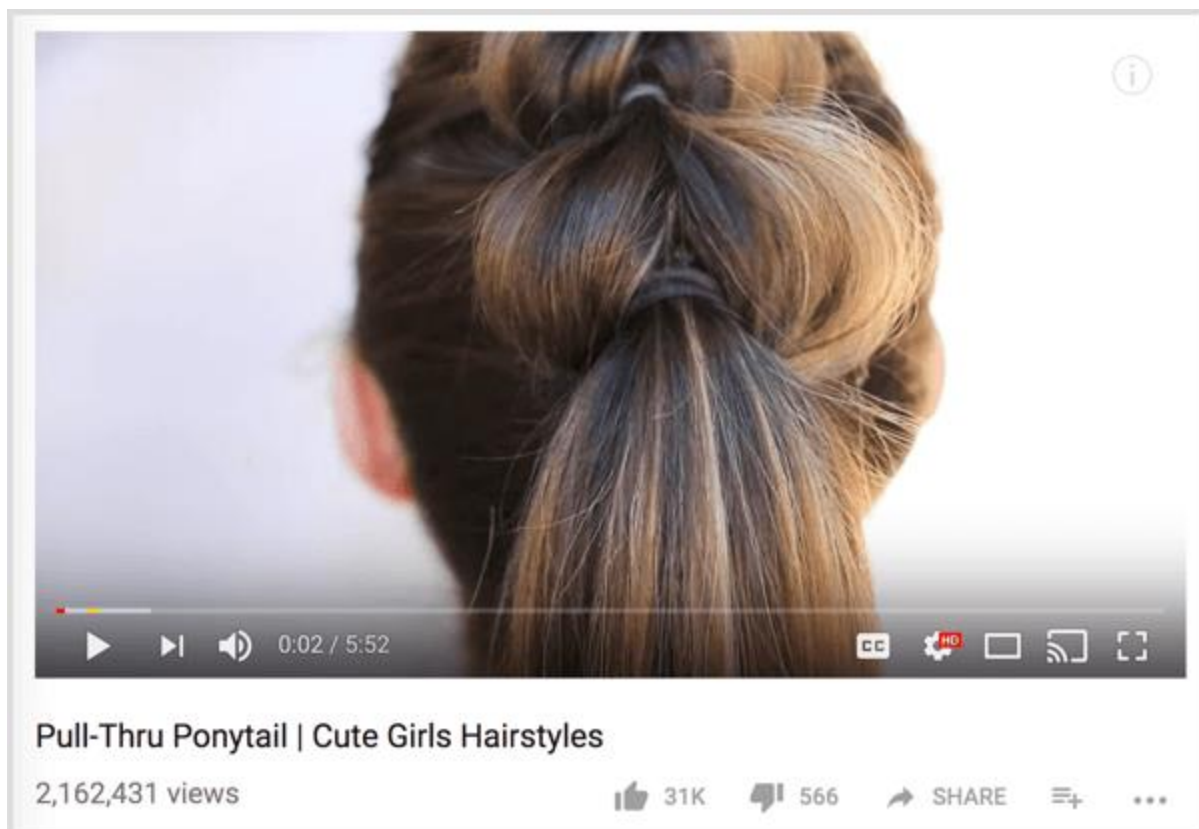 i
0:02 / 5:52 CC HD
Pull-Thru Ponytail | Cute Girls Hairstyles
2,162,431 views 31K 566 SHARE